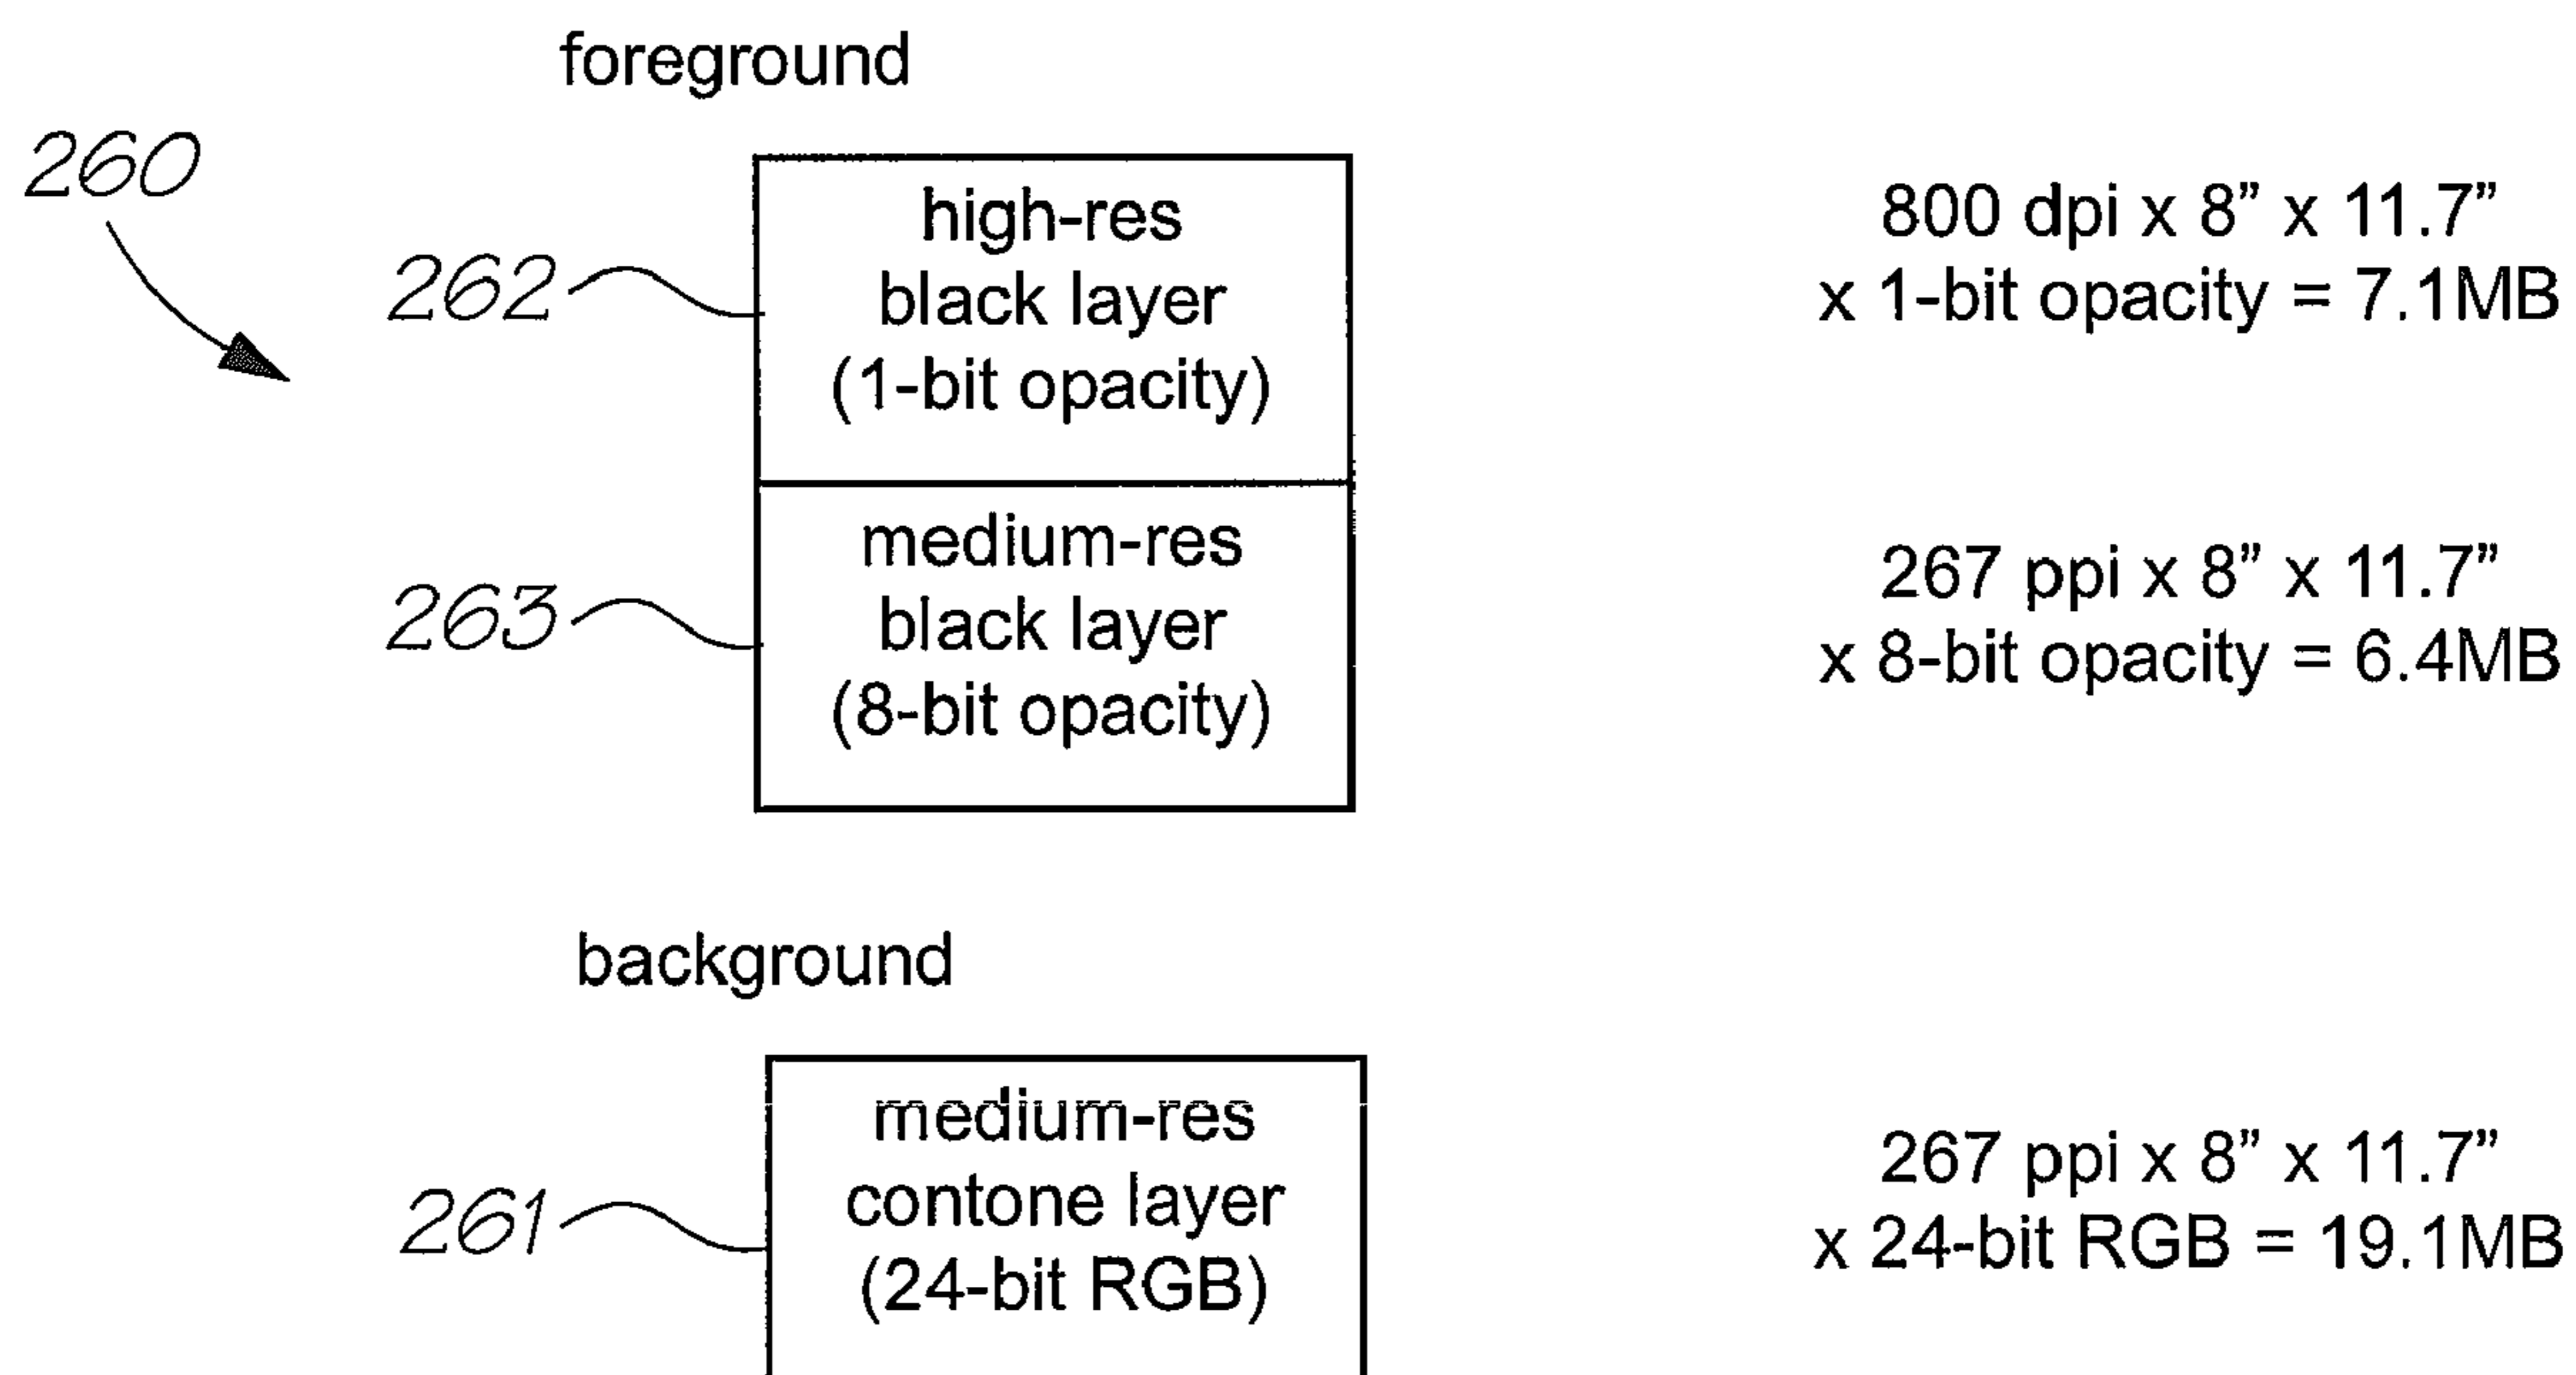 foreground
260
262
high-res
black layer
(1-bit opacity)
800 dpi x 8” x 11.7”
x 1-bit opacity = 7.1MB
263
medium-res
black layer
(8-bit opacity)
267 ppi x 8” x 11.7”
x 8-bit opacity = 6.4MB
background
261
medium-res
contone layer
(24-bit RGB)
267 ppi x 8” x 11.7”
x 24-bit RGB = 19.1MB